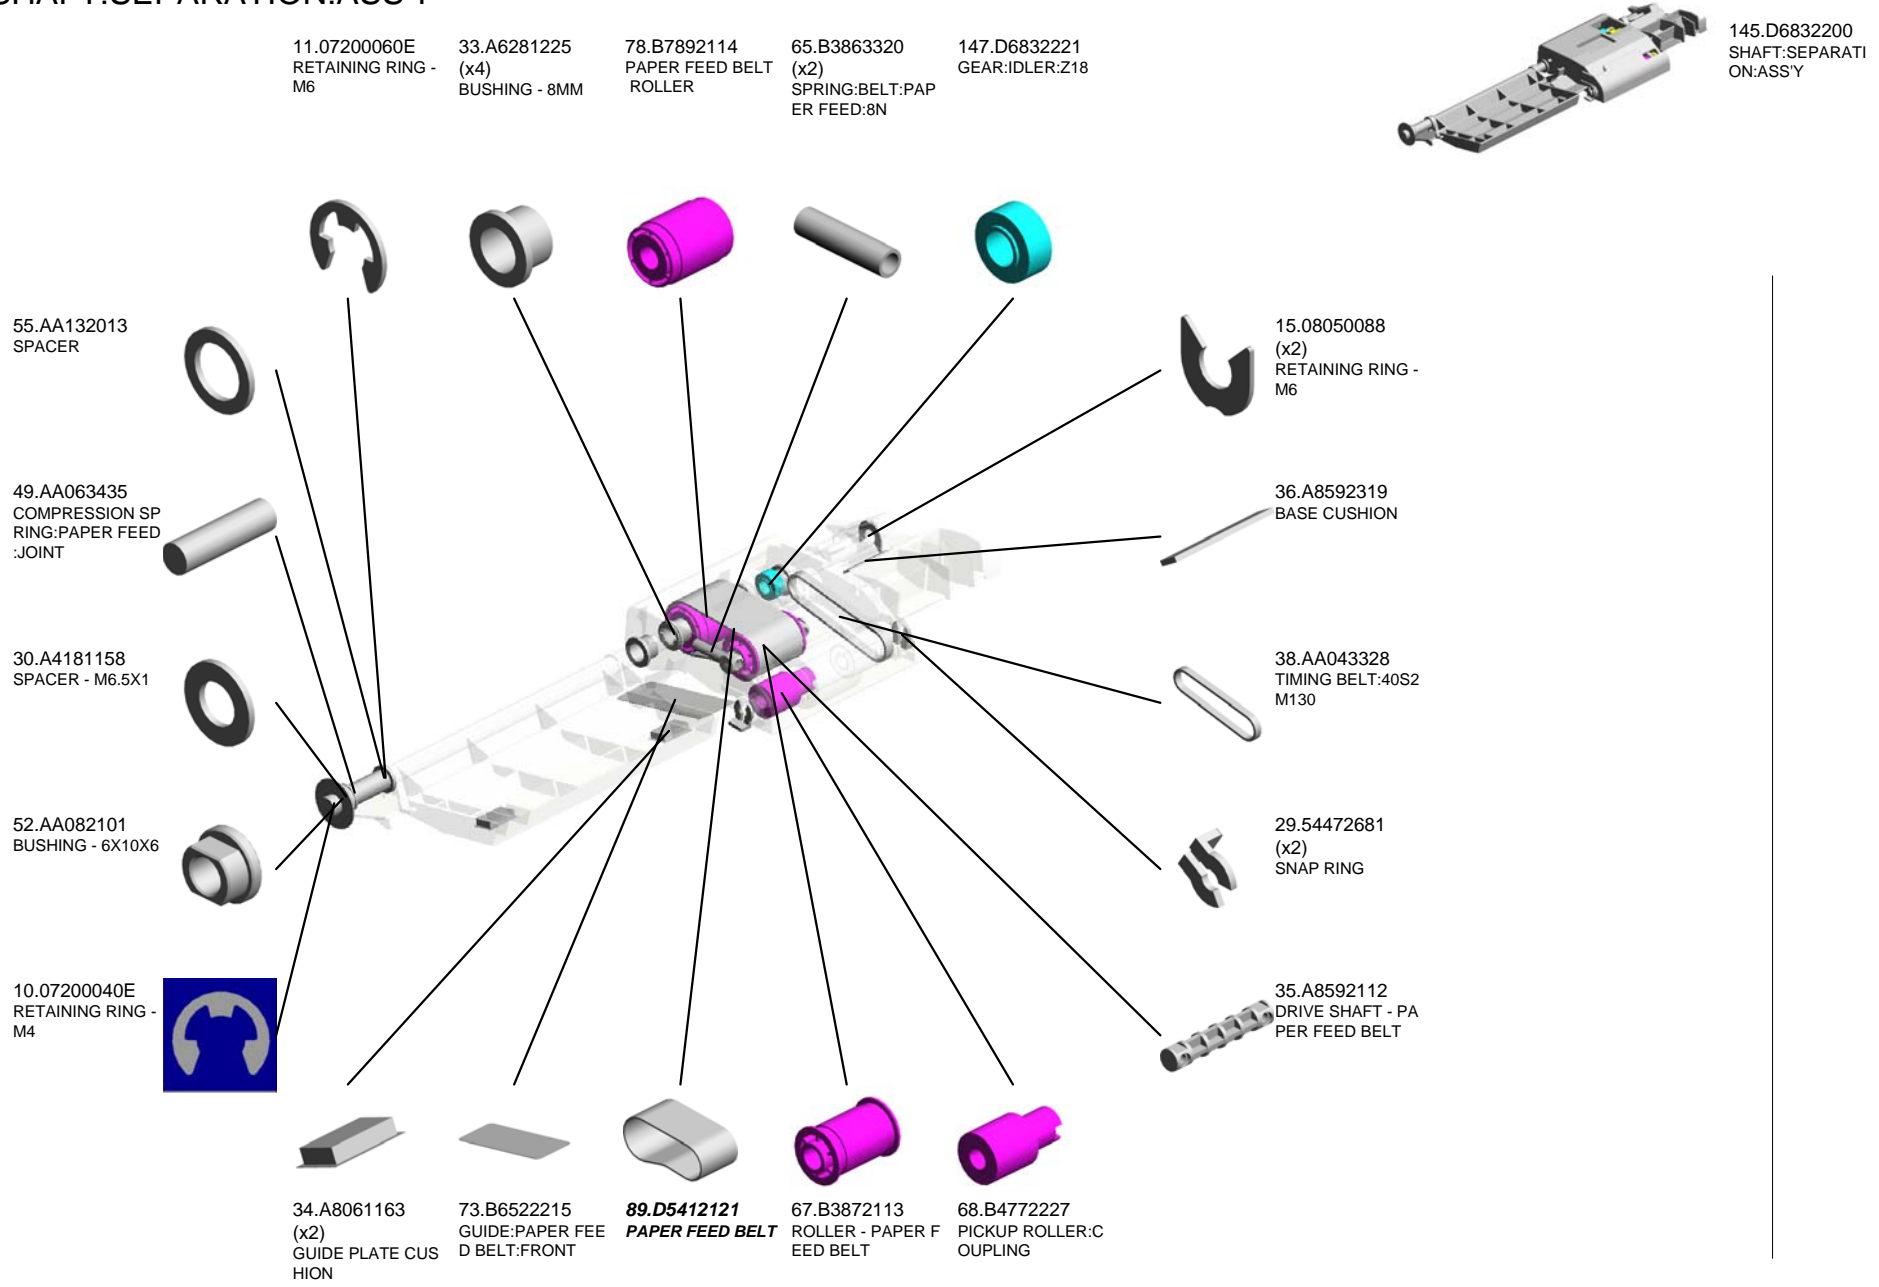 SHAFT:SEPARATION:ASS'Y
11.07200060E
RETAINING RING -
M6
33.A6281225
(x4)
BUSHING - 8MM
78.B7892114
PAPER FEED BELT
ROLLER
65.B3863320
(x2)
SPRING:BELT:PAP
ER FEED:8N
147.D6832221
GEAR:IDLER:Z18
145.D6832200
SHAFT:SEPARATI
ON:ASS'Y
55.AA132013
SPACER
15.08050088
(x2)
RETAINING RING -
M6
49.AA063435
COMPRESSION SP
RING:PAPER FEED
:JOINT
36.A8592319
BASE CUSHION
30.A4181158
SPACER - M6.5X1
38.AA043328
TIMING BELT:40S2
M130
52.AA082101
BUSHING - 6X10X6
29.54472681
(x2)
SNAP RING
10.07200040E
RETAINING RING -
M4
35.A8592112
DRIVE SHAFT - PA
PER FEED BELT
34.A8061163
(x2)
GUIDE PLATE CUS
HION
73.B6522215
GUIDE:PAPER FEE
D BELT:FRONT
89.D5412121
PAPER FEED BELT
67.B3872113
ROLLER - PAPER F
EED BELT
68.B4772227
PICKUP ROLLER:C
OUPLING